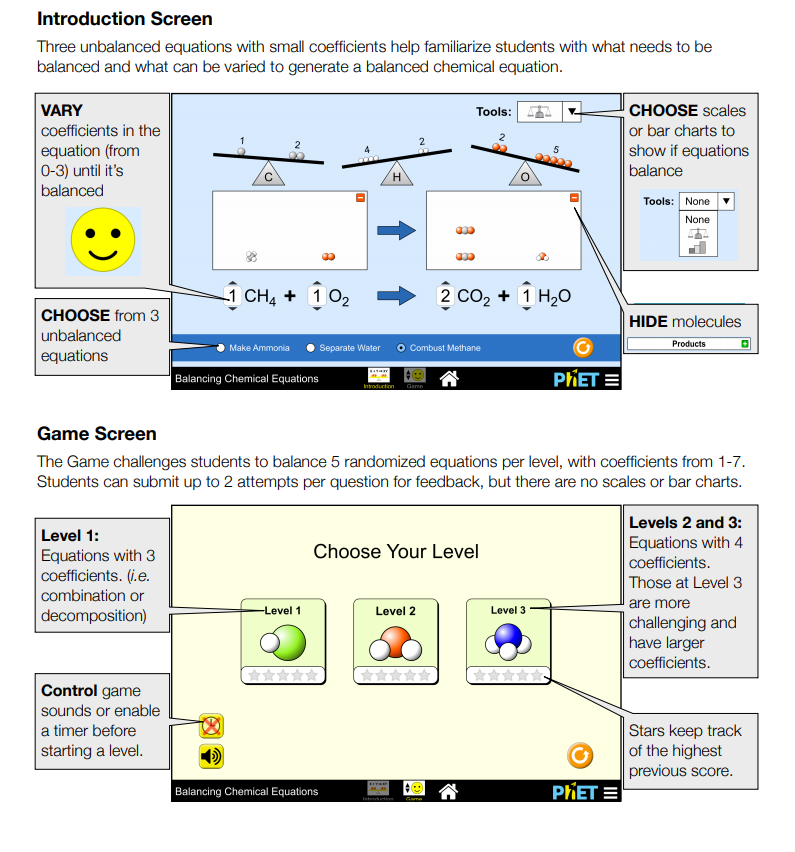 Introduction Screen
Three unbalanced equations with small coefficients help familiarize students with what needs to be
balanced and what can be varied to generate a balanced chemical equation.
VARY
coefficients in the
equation (from
0-3) until it's
balanced
CHOOSE from 3
unbalanced
equations
Tools:
1 2
C
4 2
H
2 5
O
1 CH₄ + 1 O₂ 2 CO₂ + 1 H₂O
Make Ammonia Separate Water Combust Methane
Balancing Chemical Equations Introduction Game PhET
CHOOSE scales
or bar charts to
show if equations
balance
Tools: None
None
HIDE molecules
Products
Game Screen
The Game challenges students to balance 5 randomized equations per level, with coefficients from 1-7.
Students can submit up to 2 attempts per question for feedback, but there are no scales or bar charts.
Level 1:
Equations with 3
coefficients. (i.e.
combination or
decomposition)
Control game
sounds or enable
a timer before
starting a level.
Choose Your Level
Level 1 Level 2 Level 3
Balancing Chemical Equations Introduction Game PhET
Levels 2 and 3:
Equations with 4
coefficients.
Those at Level 3
are more
challenging and
have larger
coefficients.
Stars keep track
of the highest
previous score.